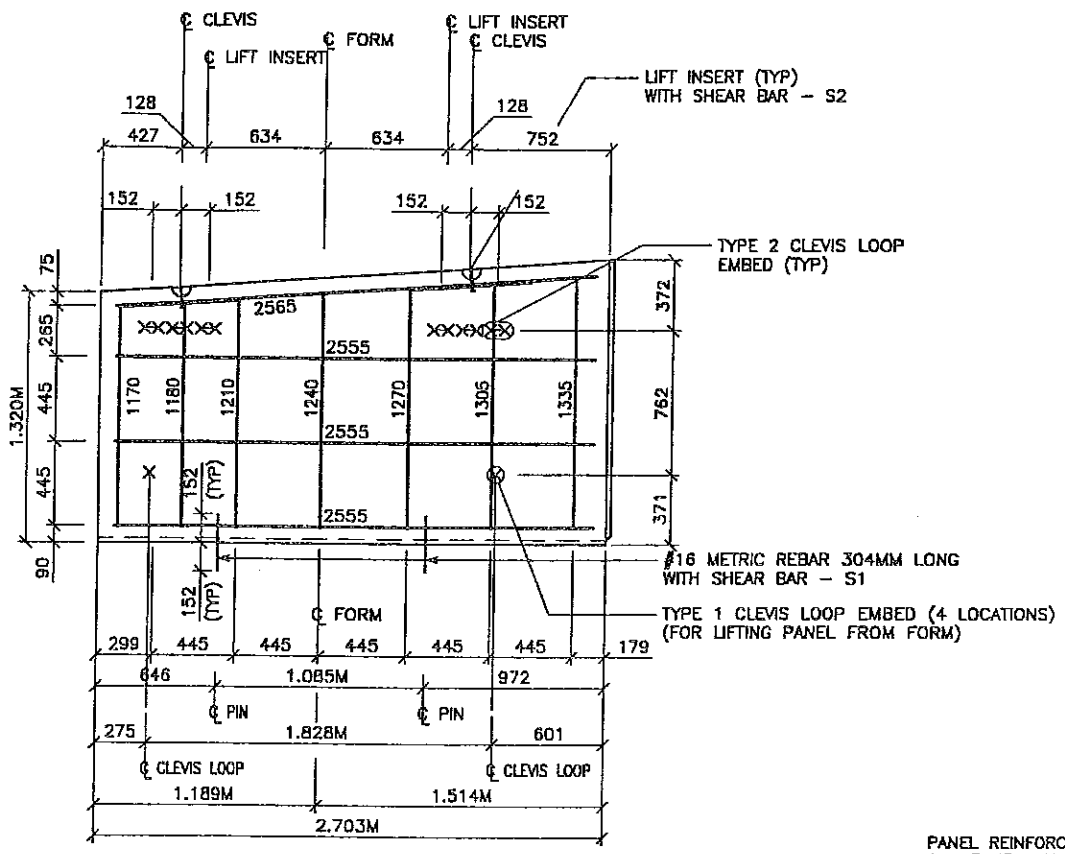 ℄ CLEVIS
℄ LIFT INSERT
℄ FORM
℄ LIFT INSERT
℄ CLEVIS
LIFT INSERT (TYP)
WITH SHEAR BAR - S2
128
128
427
634
634
752
152
152
152
152
TYPE 2 CLEVIS LOOP
EMBED (TYP)
75
372
2565
265
2555
1.320M
445
1170
1180
1210
1240
1270
1305
1335
762
2555
445
152
(TYP)
371
2555
90
152
(TYP)
#16 METRIC REBAR 304MM LONG
WITH SHEAR BAR - S1
℄ FORM
TYPE 1 CLEVIS LOOP EMBED (4 LOCATIONS)
(FOR LIFTING PANEL FROM FORM)
299
445
445
445
445
445
179
646
1.085M
972
℄ PIN
℄ PIN
275
1.828M
601
℄ CLEVIS LOOP
℄ CLEVIS LOOP
1.189M
1.514M
2.703M
PANEL REINFORC